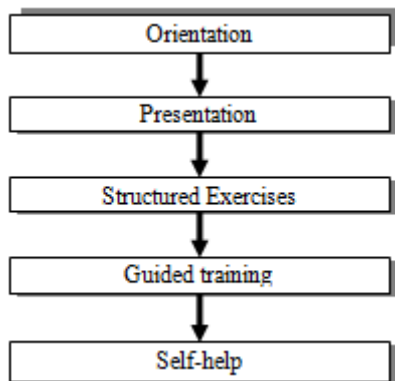 Orientation
Presentation
Structured Exercises
Guided training
Self-help